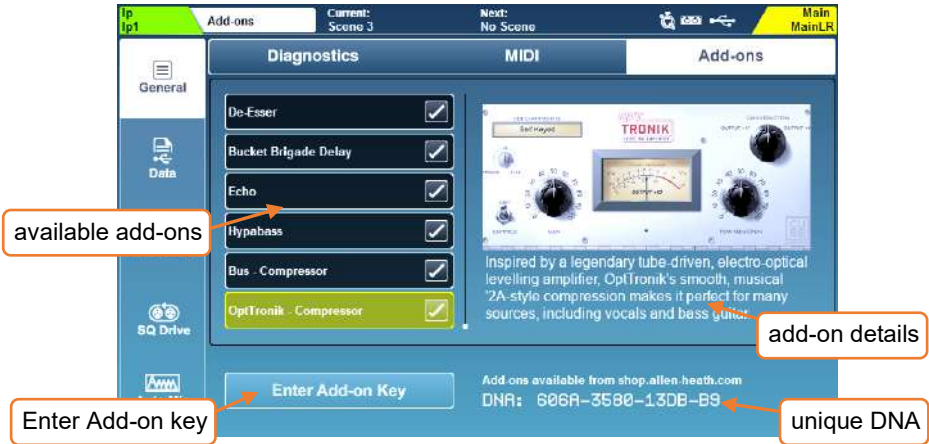 Ip
Ip1
Add-ons
Current:
Scene 3
Next:
No Scene
Main
MainLR
General
Diagnostics
MIDI
Add-ons
De-Esser
Bucket Brigade Delay
Echo
Hypabass
Bus - Compressor
OptTronik - Compressor
Data
SQ Drive
available add-ons
TRONIK
Inspired by a legendary tube-driven, electro-optical
levelling amplifier, OptTronik's smooth, musical
'2A-style compression makes it perfect for many
sources, including vocals and bass guitar.
add-on details
Enter Add-on Key
Enter Add-on key
Add-ons available from shop.allen-heath.com
DNA: 606A-3580-13DB-B9
unique DNA